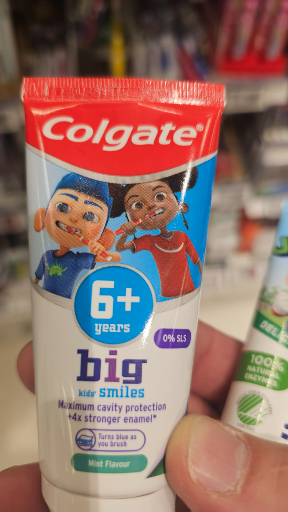 Colgate®
6+
years
0% SLS
big
kids' smiles
Maximum cavity protection
+4x stronger enamel*
Turns blue as
you brush
Mint Flavour
100%
NATURAL
ENZYMES